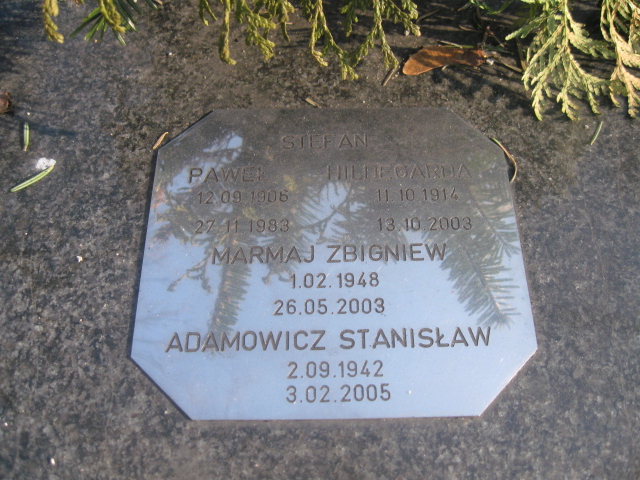 STEFAN
PAWEŁ HILDEGARDA
12.09.1906 11.10.1914
27.11.1983 13.10.2003
MARMAJ ZBIGNIEW
1.02.1948
26.05.2003
ADAMOWICZ STANISŁAW
2.09.1942
3.02.2005